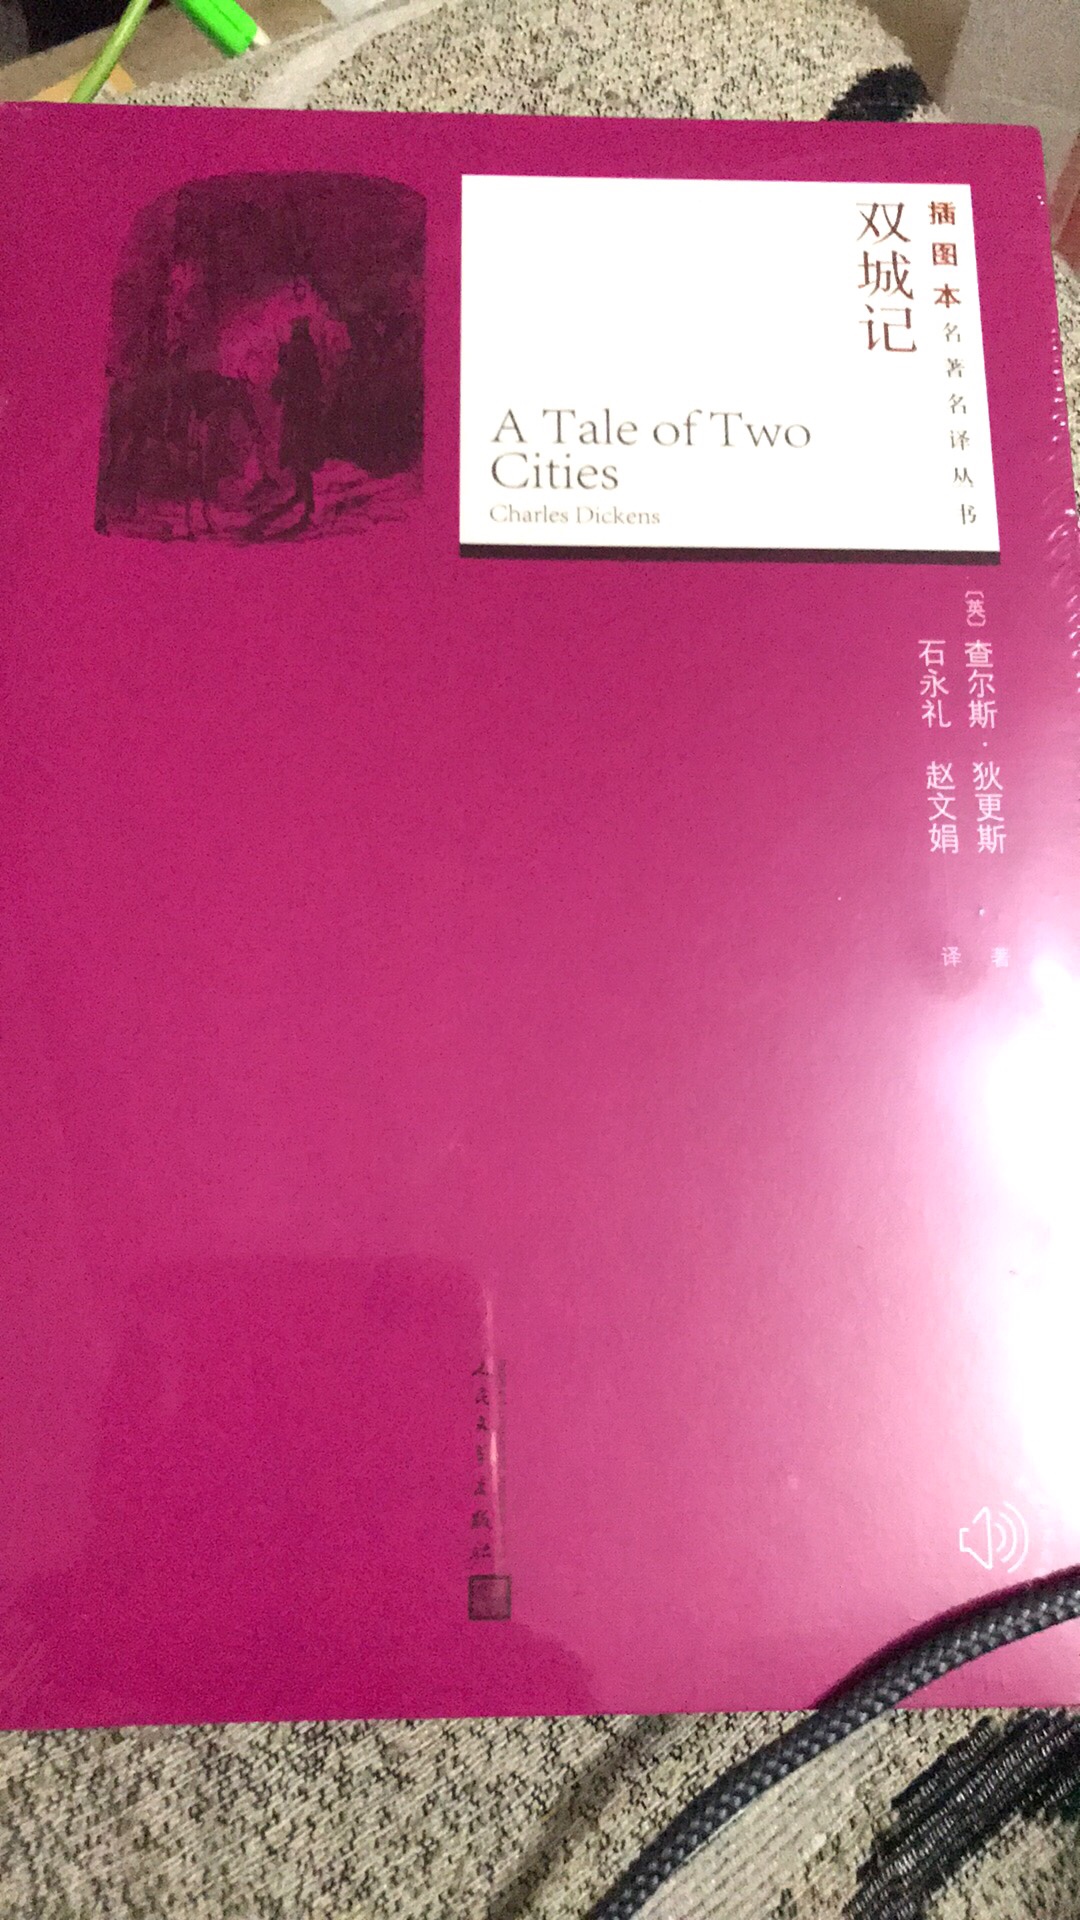 插图本名著名译丛书
双城记
A Tale of Two
Cities
Charles Dickens
〔英〕查尔斯·狄更斯 著
石永礼 赵文娟 译
人民文学出版社